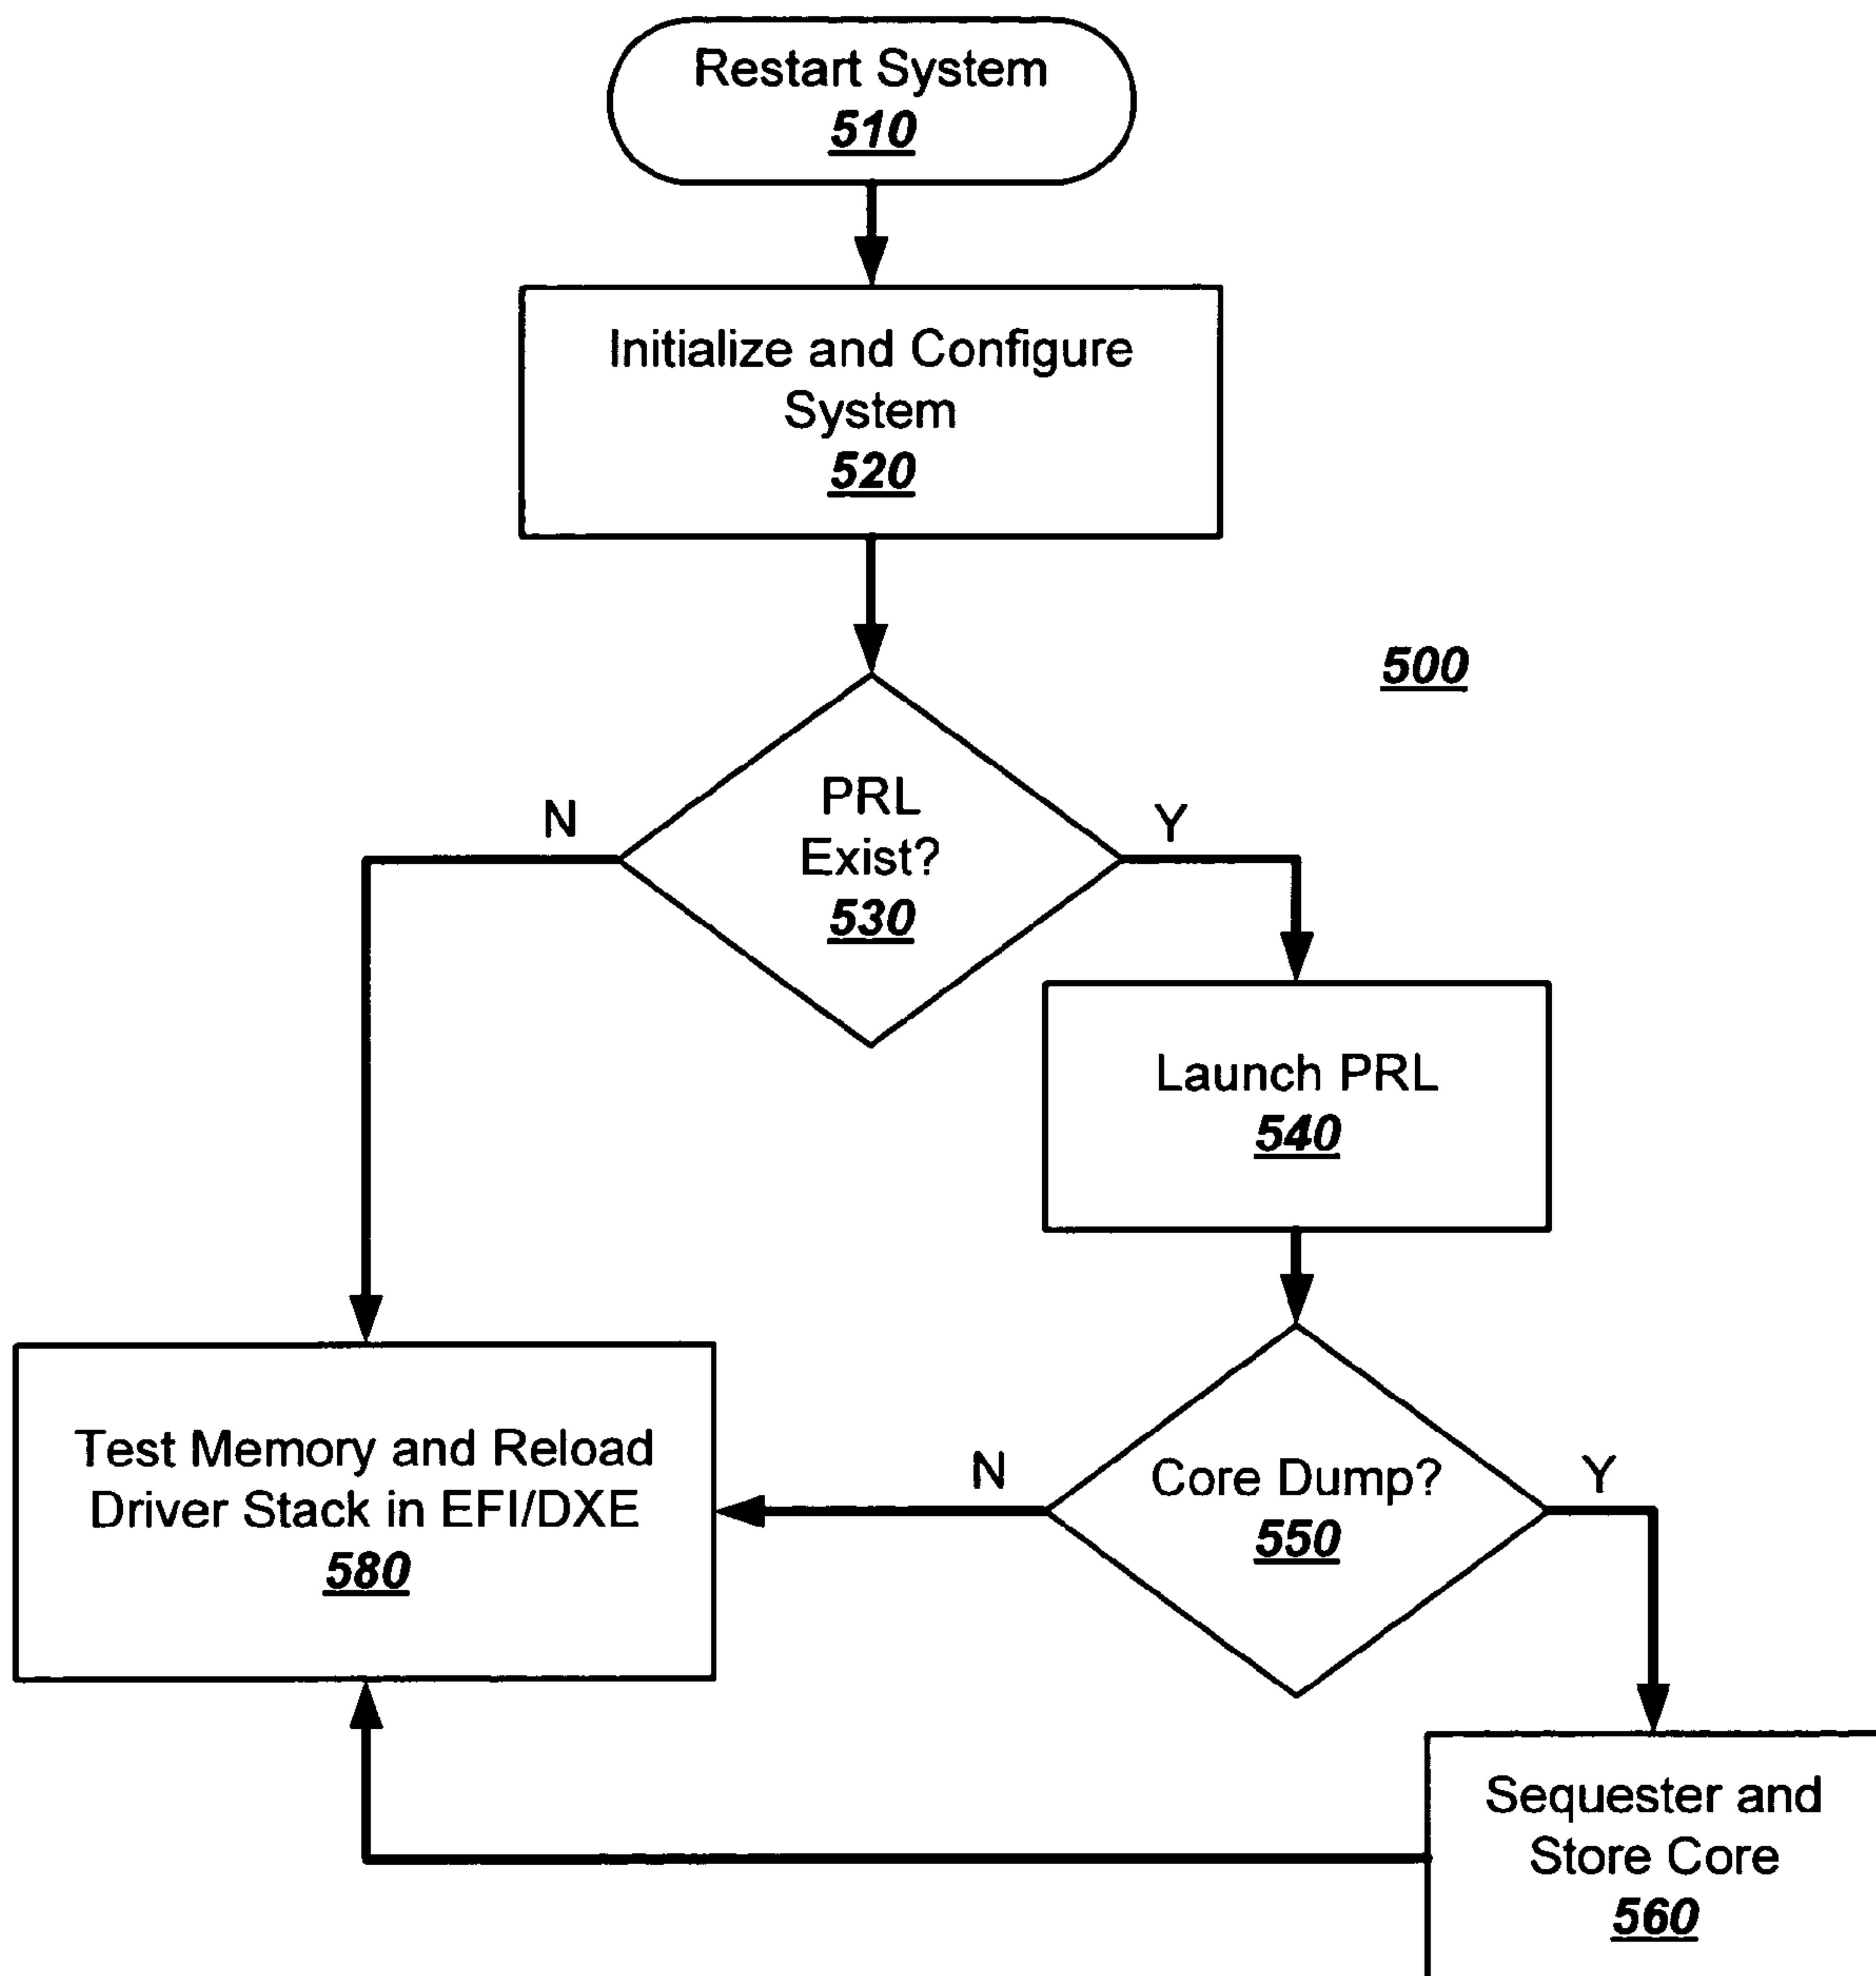 Restart System
510
Initialize and Configure
System
520
500
PRL
Exist?
530
N
Y
Launch PRL
540
Test Memory and Reload
Driver Stack in EFI/DXE
580
N
Core Dump?
550
Y
Sequester and
Store Core
560